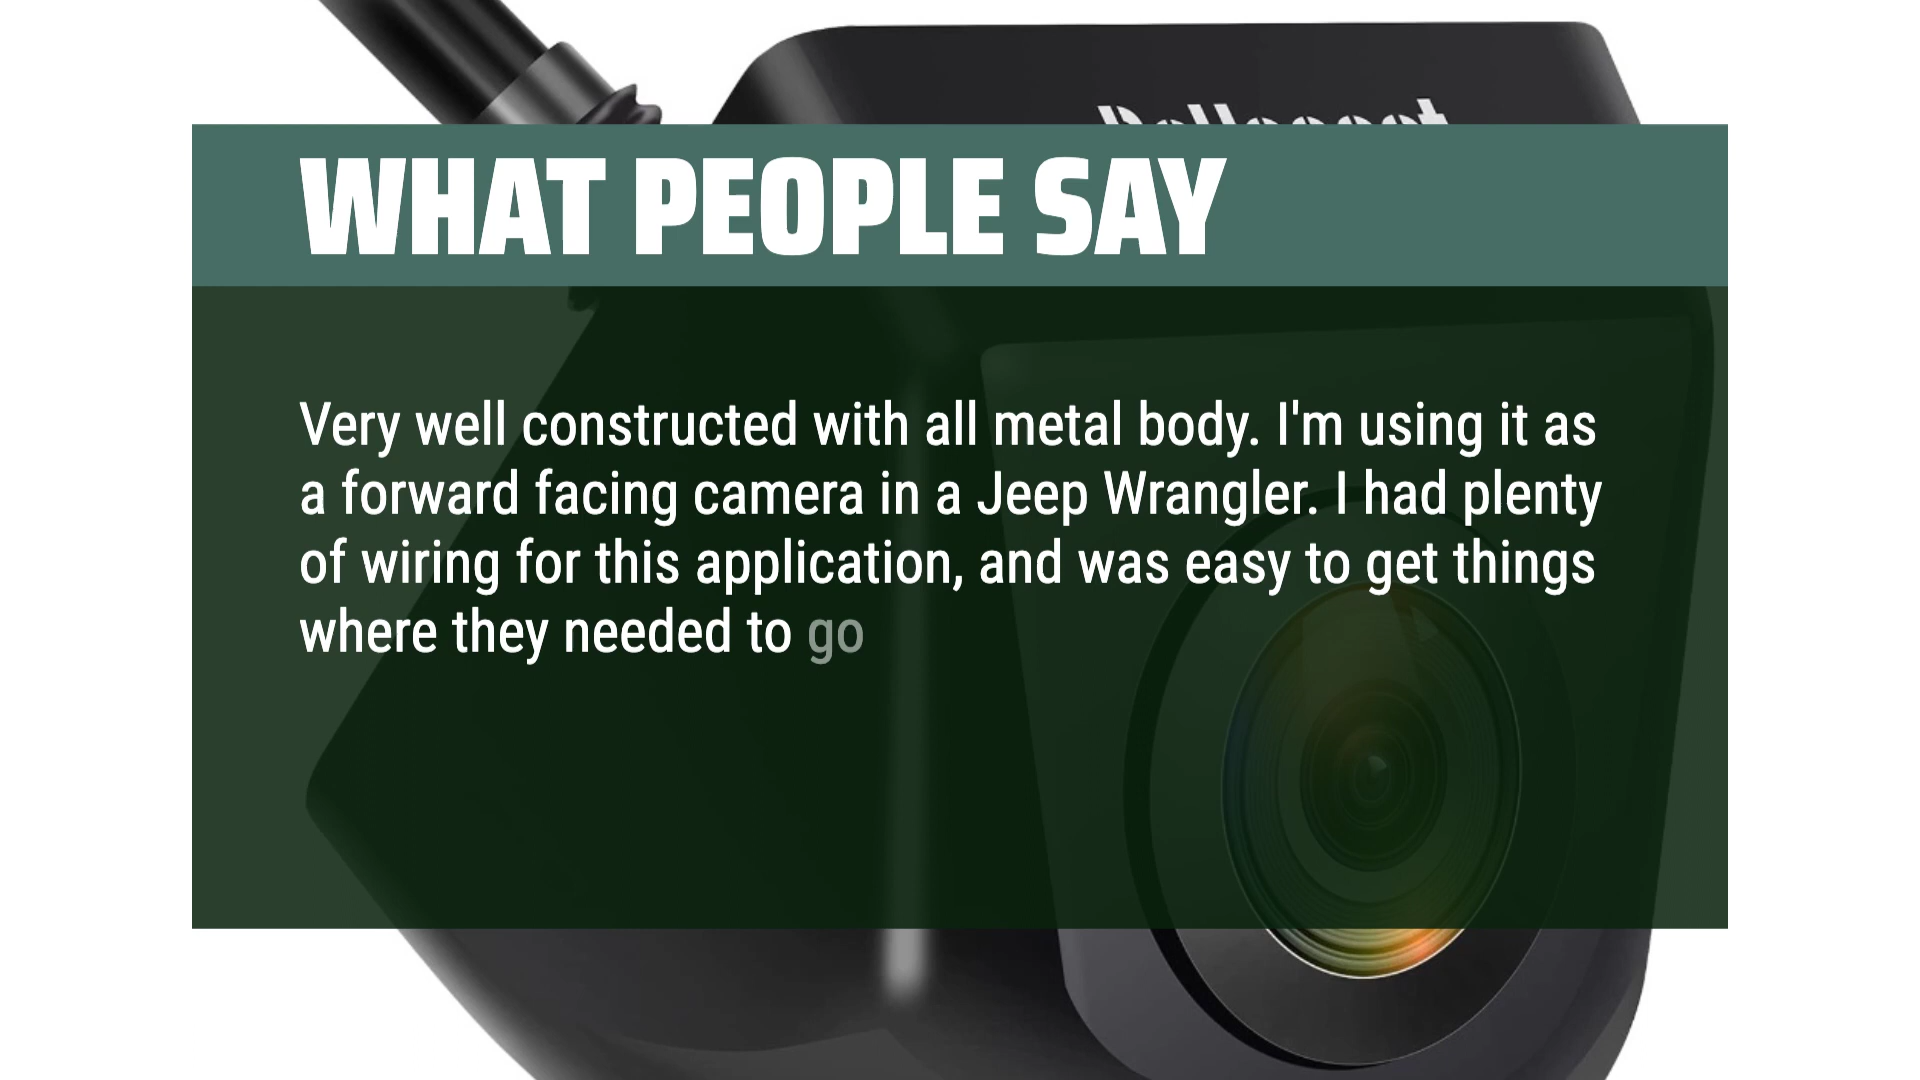 WHAT PEOPLE SAY
Very well constructed with all metal body. I'm using it as
a forward facing camera in a Jeep Wrangler. I had plenty
of wiring for this application, and was easy to get things
where they needed to go